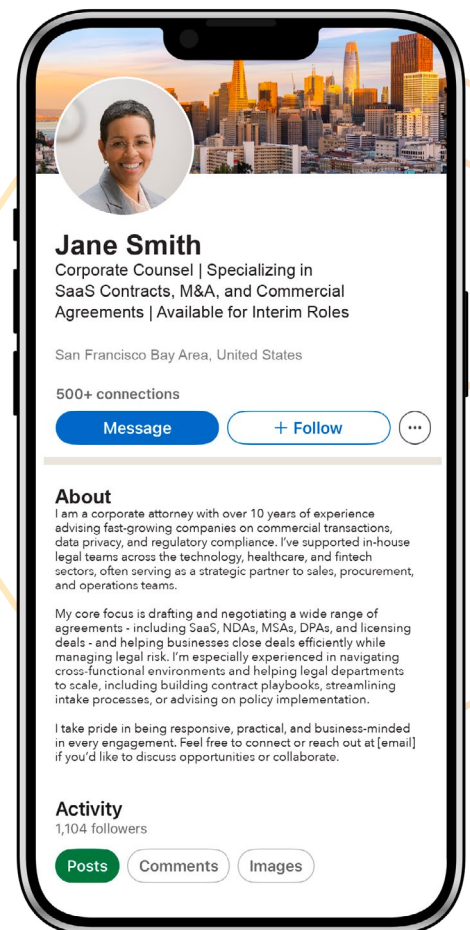 Jane Smith
Corporate Counsel | Specializing in
SaaS Contracts, M&A, and Commercial
Agreements | Available for Interim Roles
San Francisco Bay Area, United States
500+ connections
Message
+ Follow
...
About
I am a corporate attorney with over 10 years of experience
advising fast-growing companies on commercial transactions,
data privacy, and regulatory compliance. I've supported in-house
legal teams across the technology, healthcare, and fintech
sectors, often serving as a strategic partner to sales, procurement,
and operations teams.
My core focus is drafting and negotiating a wide range of
agreements - including SaaS, NDAs, MSAs, DPAs, and licensing
deals - and helping businesses close deals efficiently while
managing legal risk. I'm especially experienced in navigating
cross-functional environments and helping legal departments
to scale, including building contract playbooks, streamlining
intake processes, or advising on policy implementation.
I take pride in being responsive, practical, and business-minded
in every engagement. Feel free to connect or reach out at [email]
if you'd like to discuss opportunities or collaborate.
Activity
1,104 followers
Posts
Comments
Images